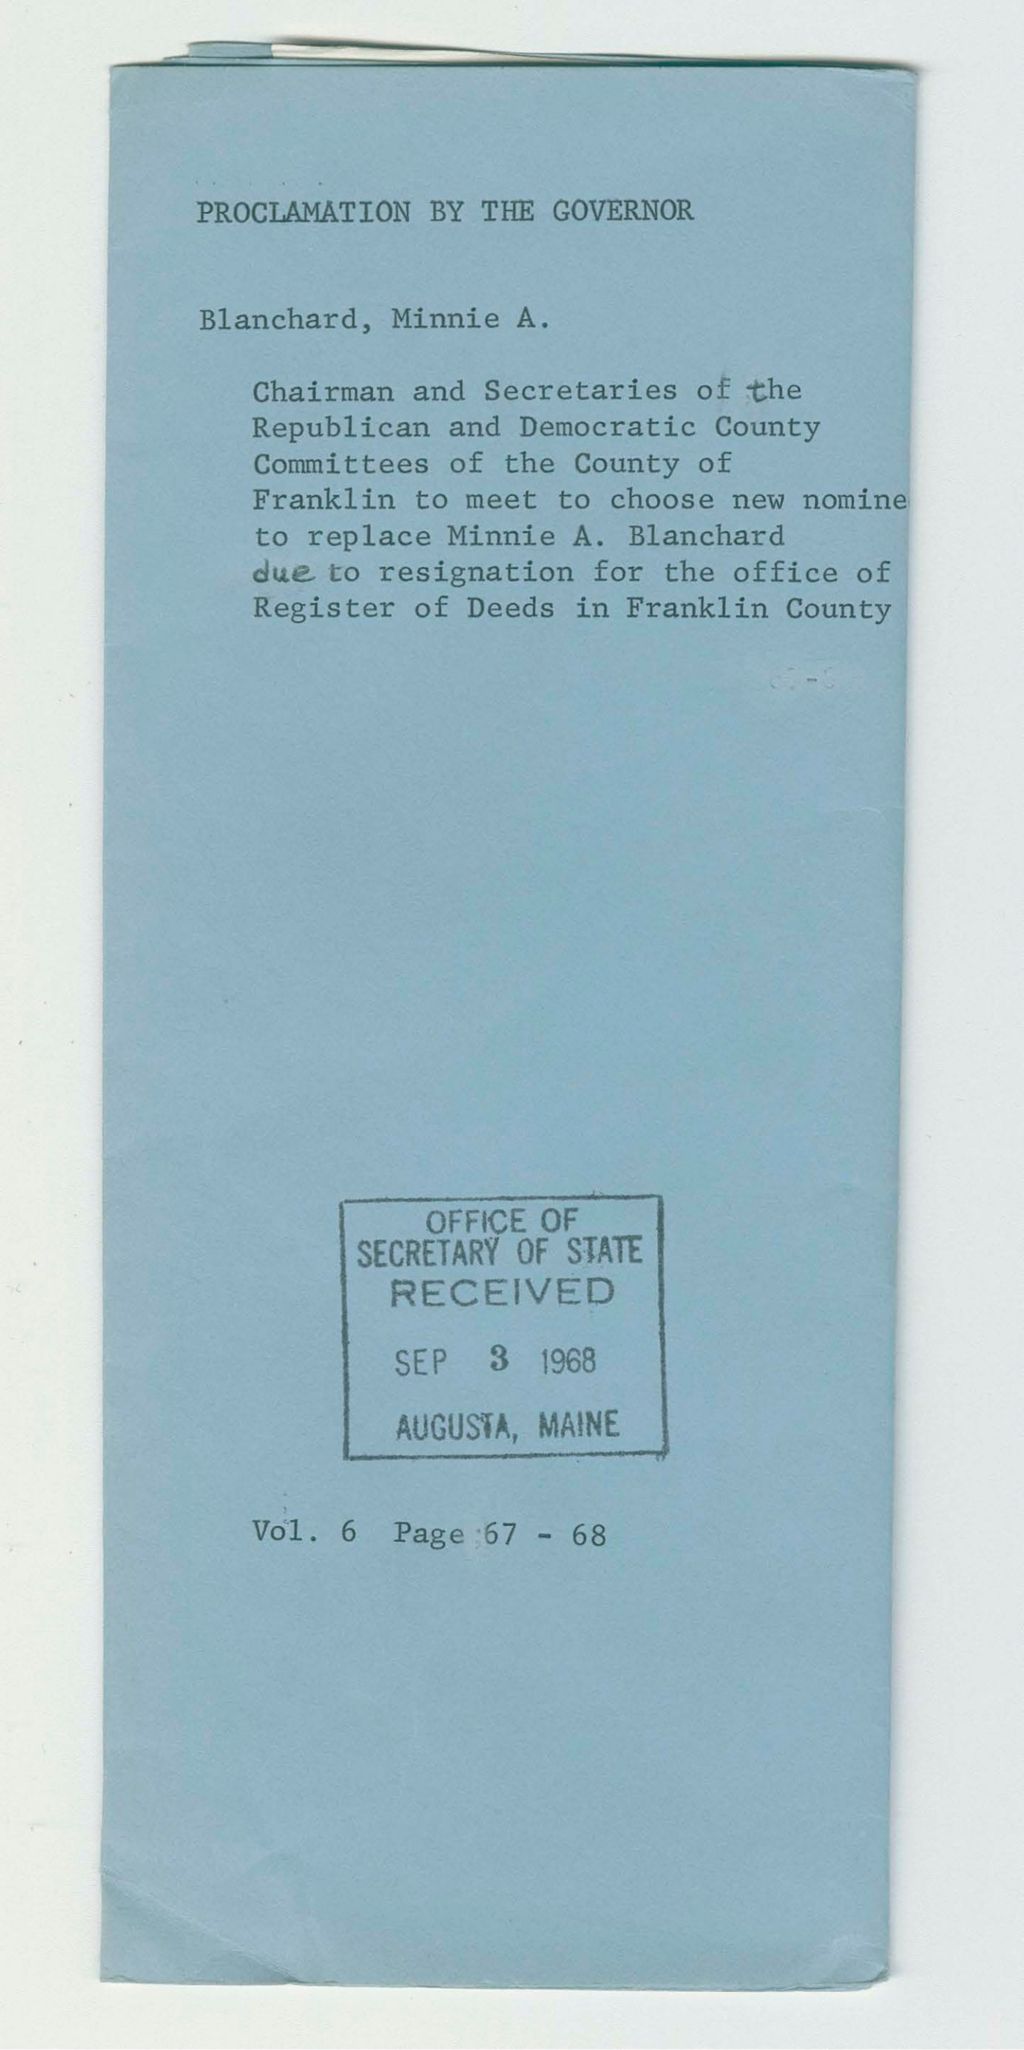 PROCLAMATION BY THE GOVERNOR
Blanchard, Minnie A.
Chairman and Secretaries of the
Republican and Democratic County
Committees of the County of
Franklin to meet to choose new nomine
to replace Minnie A. Blanchard
due to resignation for the office of
Register of Deeds in Franklin County
OFFICE OF
SECRETARY OF STATE
RECEIVED
SEP 3 1968
AUGUSTA, MAINE
Vol. 6 Page 67 - 68